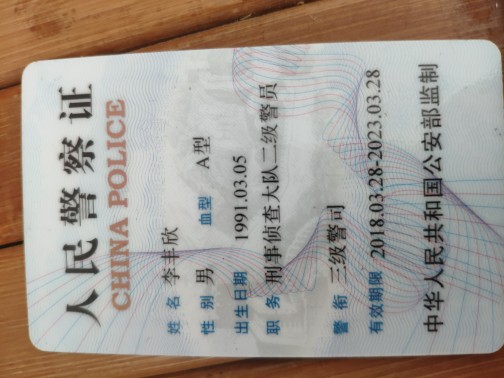 人民警察证
CHINA POLICE
姓名 李丰欣
性别 男 血型 A型
出生日期 1991.03.05
职务 刑事侦查大队二级警员
警衔 三级警司
有效期限 2018.03.28-2023.03.28
中华人民共和国公安部监制